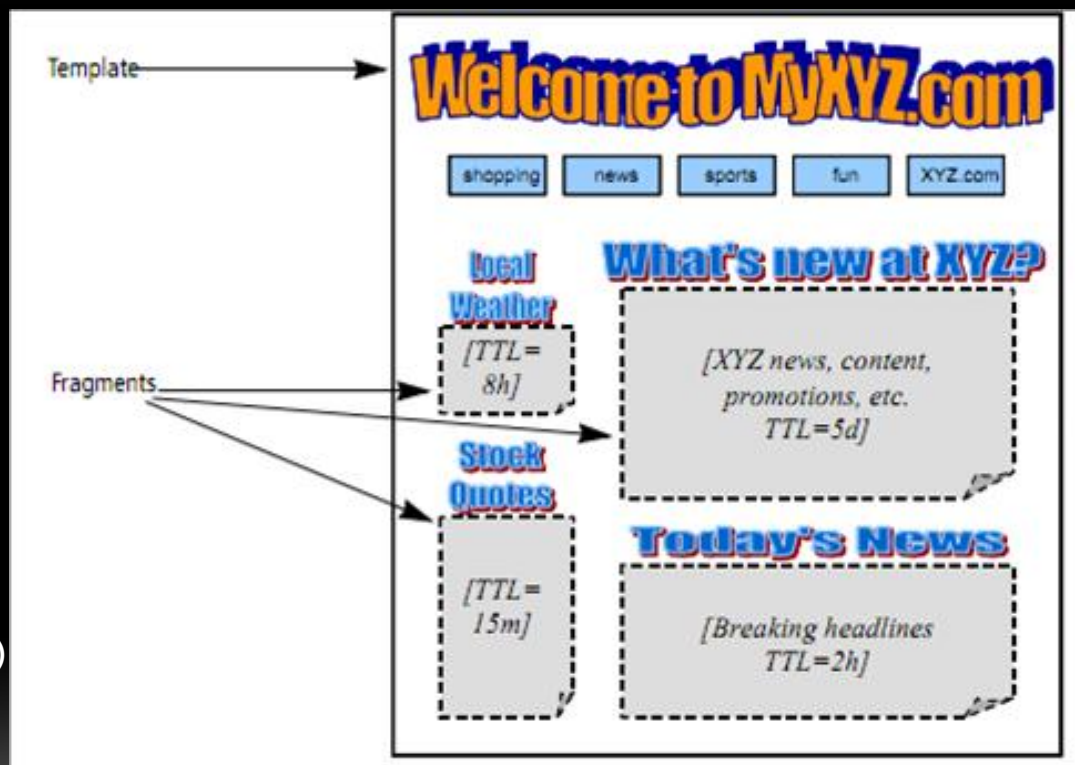 Template
Welcome to MyXYZ.com
shopping
news
sports
fun
XYZ.com
Local
Weather
[TTL=
8h]
What's new at XYZ?
[XYZ news, content,
promotions, etc.
TTL=5d]
Fragments
Stock
Quotes
[TTL=
15m]
Today's News
[Breaking headlines
TTL=2h]